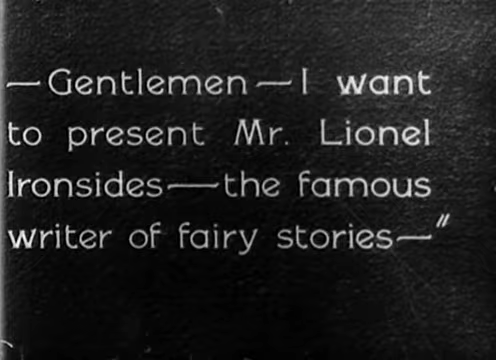 —Gentlemen—I want
to present Mr. Lionel
Ironsides—the famous
writer of fairy stories—"